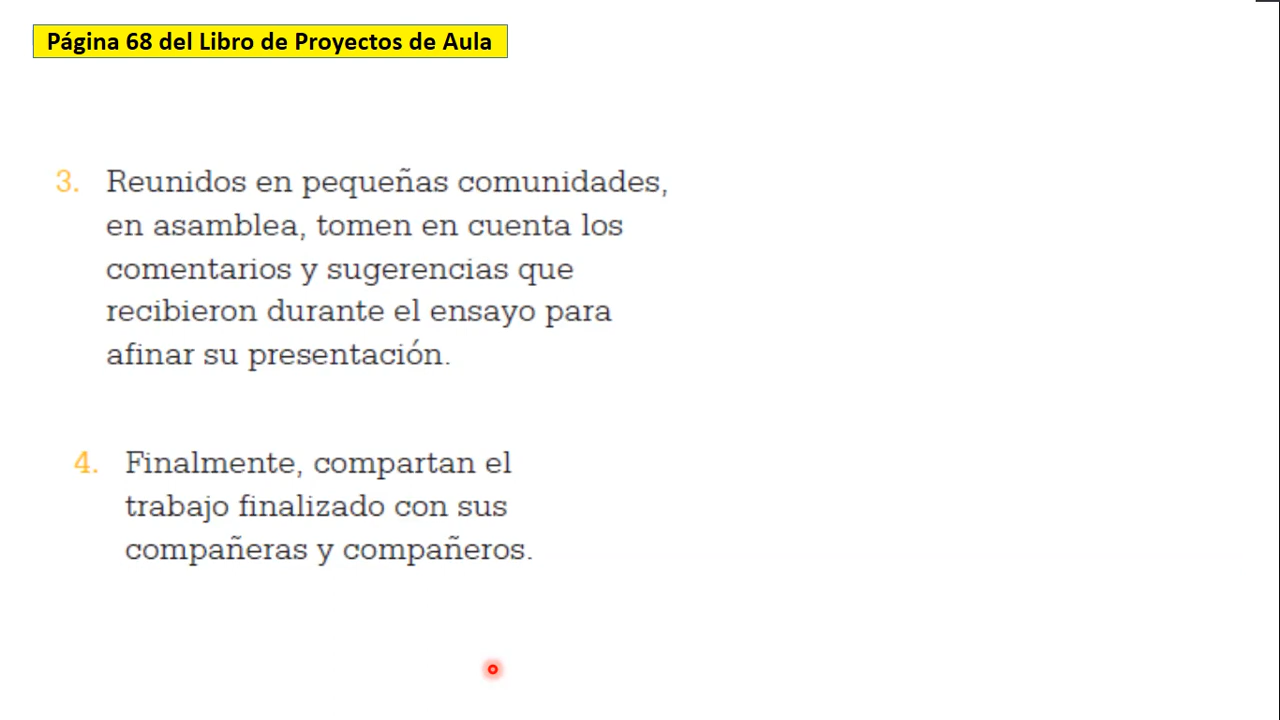 Página 68 del Libro de Proyectos de Aula
3. Reunidos en pequeñas comunidades,
en asamblea, tomen en cuenta los
comentarios y sugerencias que
recibieron durante el ensayo para
afinar su presentación.
4. Finalmente, compartan el
trabajo finalizado con sus
compañeras y compañeros.